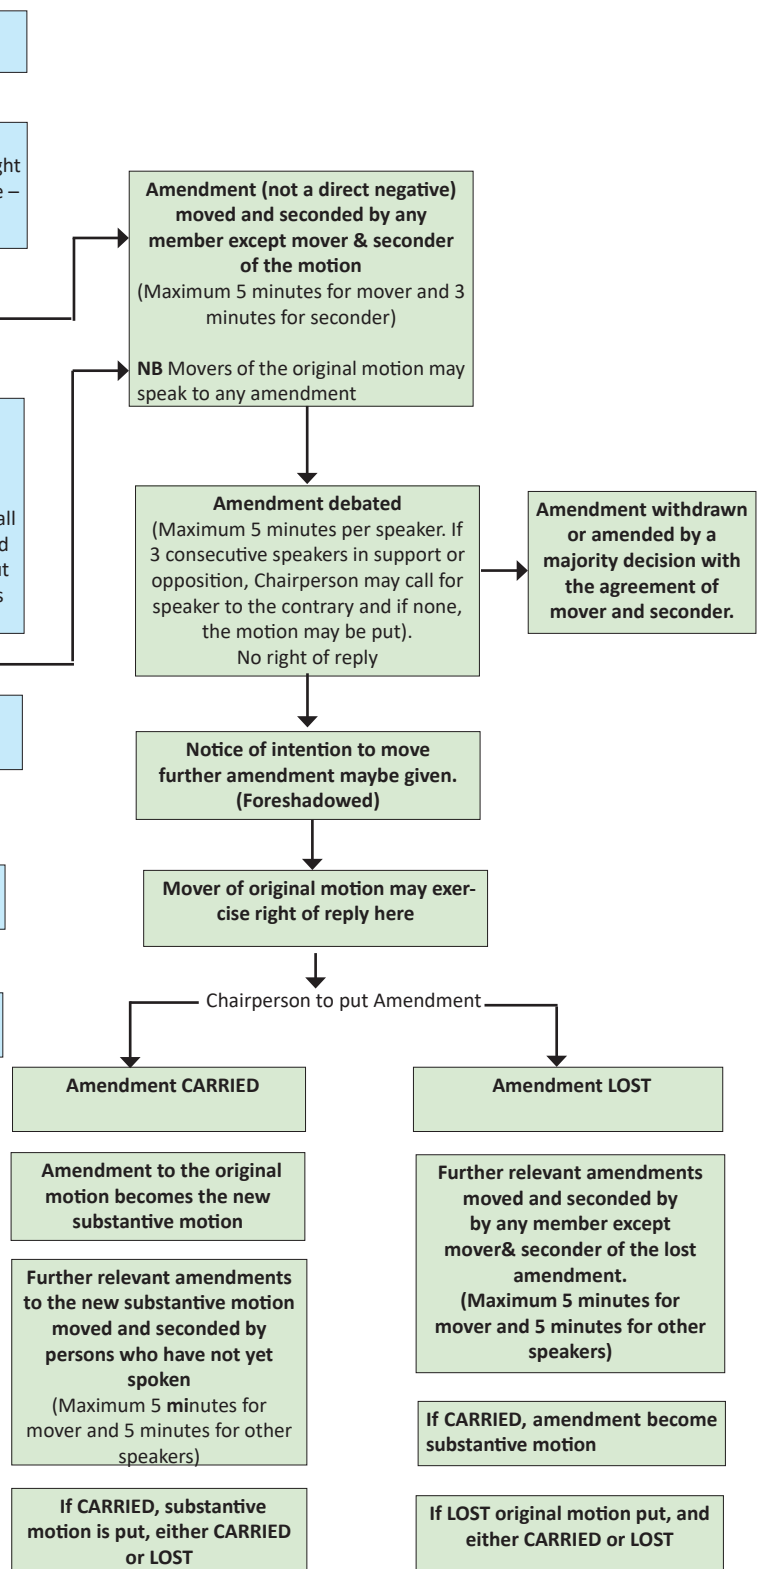 ght
e –
all
d
s
Amendment (not a direct negative)
moved and seconded by any
member except mover & seconder
of the motion
(Maximum 5 minutes for mover and 3
minutes for seconder)
NB Movers of the original motion may
speak to any amendment
Amendment debated
(Maximum 5 minutes per speaker. If
3 consecutive speakers in support or
opposition, Chairperson may call for
speaker to the contrary and if none,
the motion may be put).
No right of reply
Amendment withdrawn
or amended by a
majority decision with
the agreement of
mover and seconder.
Notice of intention to move
further amendment maybe given.
(Foreshadowed)
Mover of original motion may exer-
cise right of reply here
Chairperson to put Amendment
Amendment CARRIED
Amendment to the original
motion becomes the new
substantive motion
Further relevant amendments
to the new substantive motion
moved and seconded by
persons who have not yet
spoken
(Maximum 5 minutes for
mover and 5 minutes for other
speakers)
If CARRIED, substantive
motion is put, either CARRIED
or LOST
Amendment LOST
Further relevant amendments
moved and seconded by
by any member except
mover& seconder of the lost
amendment.
(Maximum 5 minutes for
mover and 5 minutes for other
speakers)
If CARRIED, amendment become
substantive motion
If LOST original motion put, and
either CARRIED or LOST